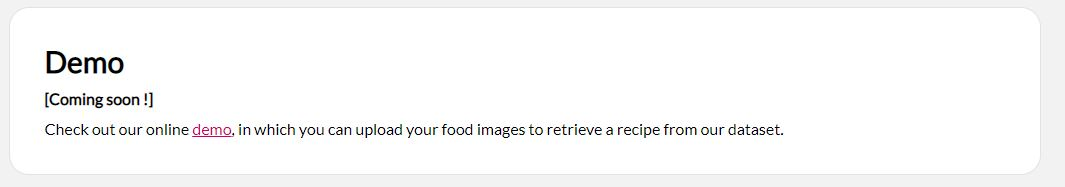 Demo
[Coming soon !]
Check out our online demo, in which you can upload your food images to retrieve a recipe from our dataset.